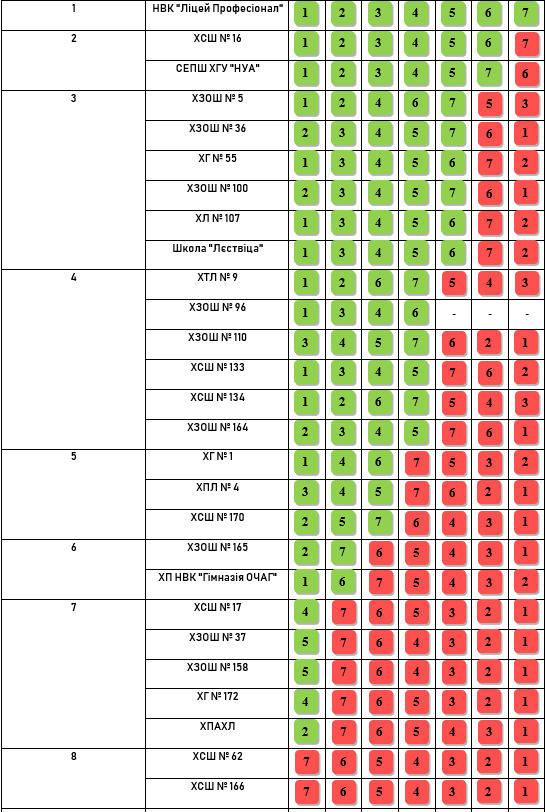 1 НВК "Ліцей Професіонал" 1 2 3 4 5 6 7
2 ХСШ № 16 1 2 3 4 5 6 7
СЕПШ ХГУ "НУА" 1 2 3 4 5 7 6
3 ХЗОШ № 5 1 2 4 6 7 5 3
ХЗОШ № 36 2 3 4 5 7 6 1
ХГ № 55 1 3 4 5 6 7 2
ХЗОШ № 100 2 3 4 5 7 6 1
ХЛ № 107 1 3 4 5 6 7 2
Школа "Лєствіца" 1 3 4 5 6 7 2
4 ХТЛ № 9 1 2 6 7 5 4 3
ХЗОШ № 96 1 3 4 6 - - -
ХЗОШ № 110 3 4 5 7 6 2 1
ХСШ № 133 1 3 4 5 7 6 2
ХСШ № 134 1 2 6 7 5 4 3
ХЗОШ № 164 2 3 4 5 7 6 1
5 ХГ № 1 1 4 6 7 5 3 2
ХПЛ № 4 3 4 5 7 6 2 1
ХСШ № 170 2 5 7 6 4 3 1
6 ХЗОШ № 165 2 7 6 5 4 3 1
ХП НВК "Гімназія ОЧАГ" 1 6 7 5 4 3 2
7 ХСШ № 17 4 7 6 5 3 2 1
ХЗОШ № 37 5 7 6 4 3 2 1
ХЗОШ № 158 5 7 6 4 3 2 1
ХГ № 172 4 7 6 5 3 2 1
ХПАХЛ 2 7 6 5 4 3 1
8 ХСШ № 62 7 6 5 4 3 2 1
ХСШ № 166 7 6 5 4 3 2 1